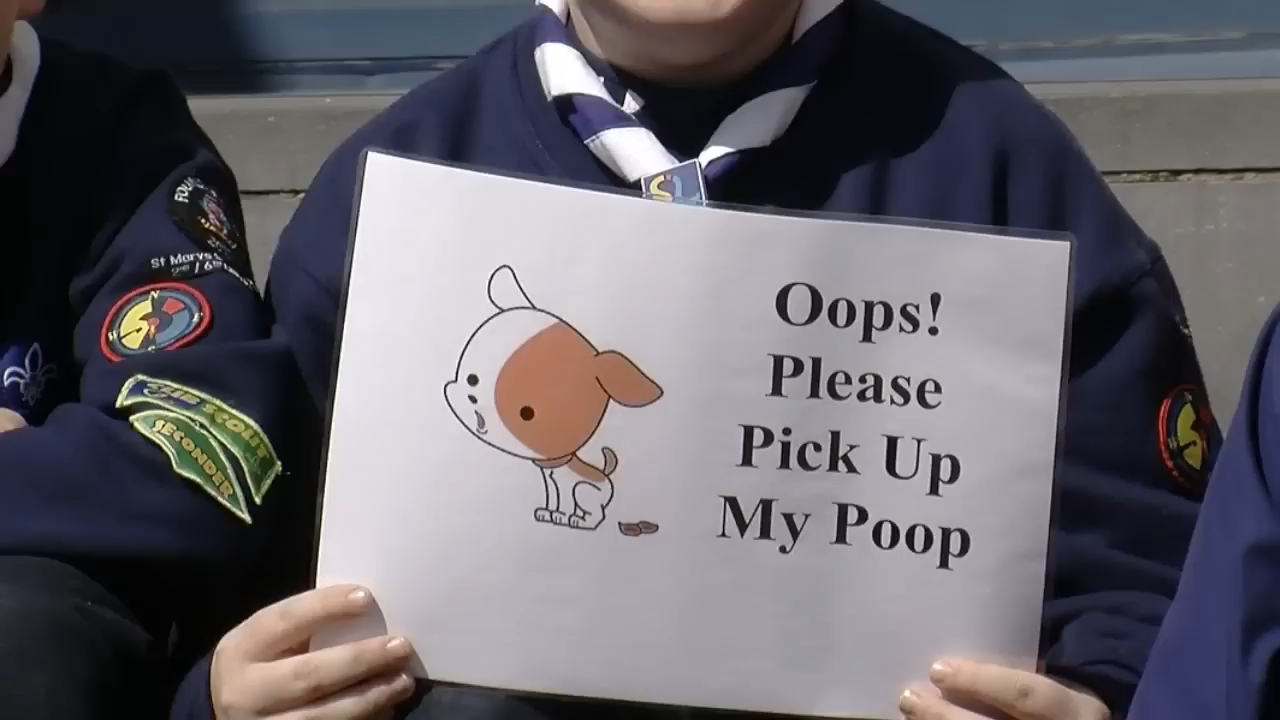 Oops!
Please
Pick Up
My Poop
St Marys
CUB SCOUT
SECONDER